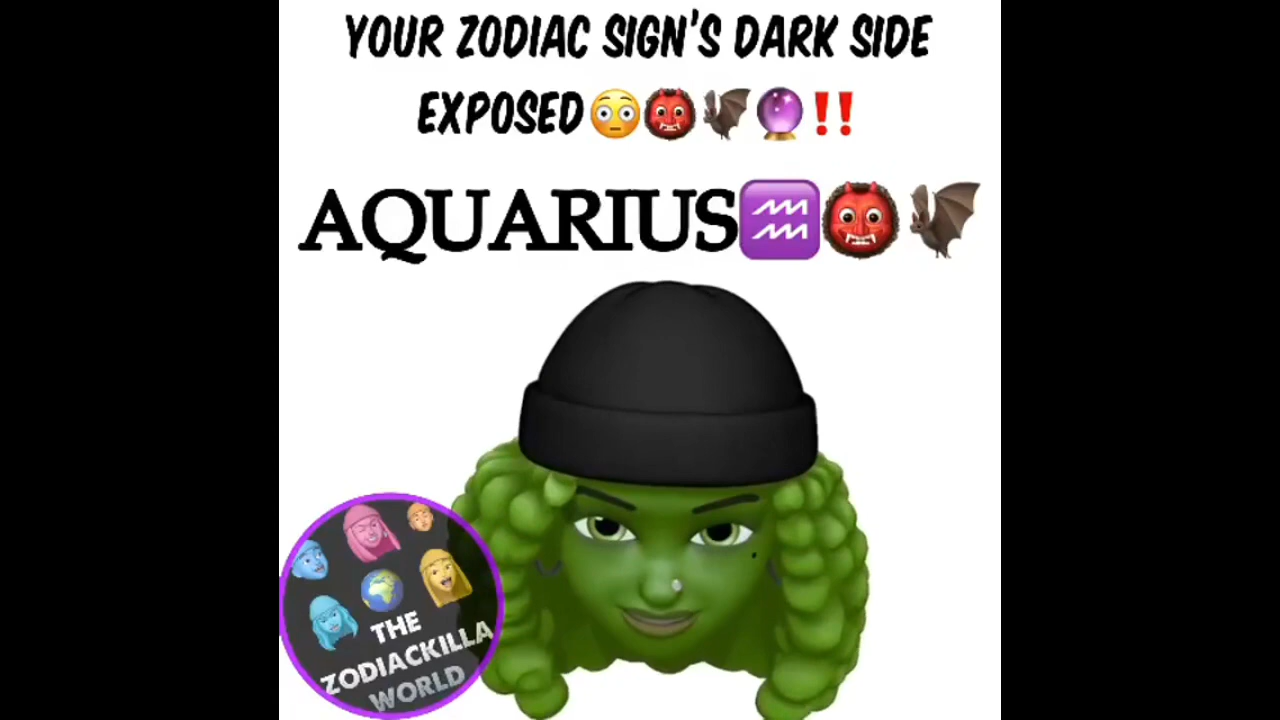 YOUR ZODIAC SIGN'S DARK SIDE
EXPOSED😳👹🦇🔮‼️
AQUARIUS♒👹🦇
THE
ZODIACKILLA
WORLD